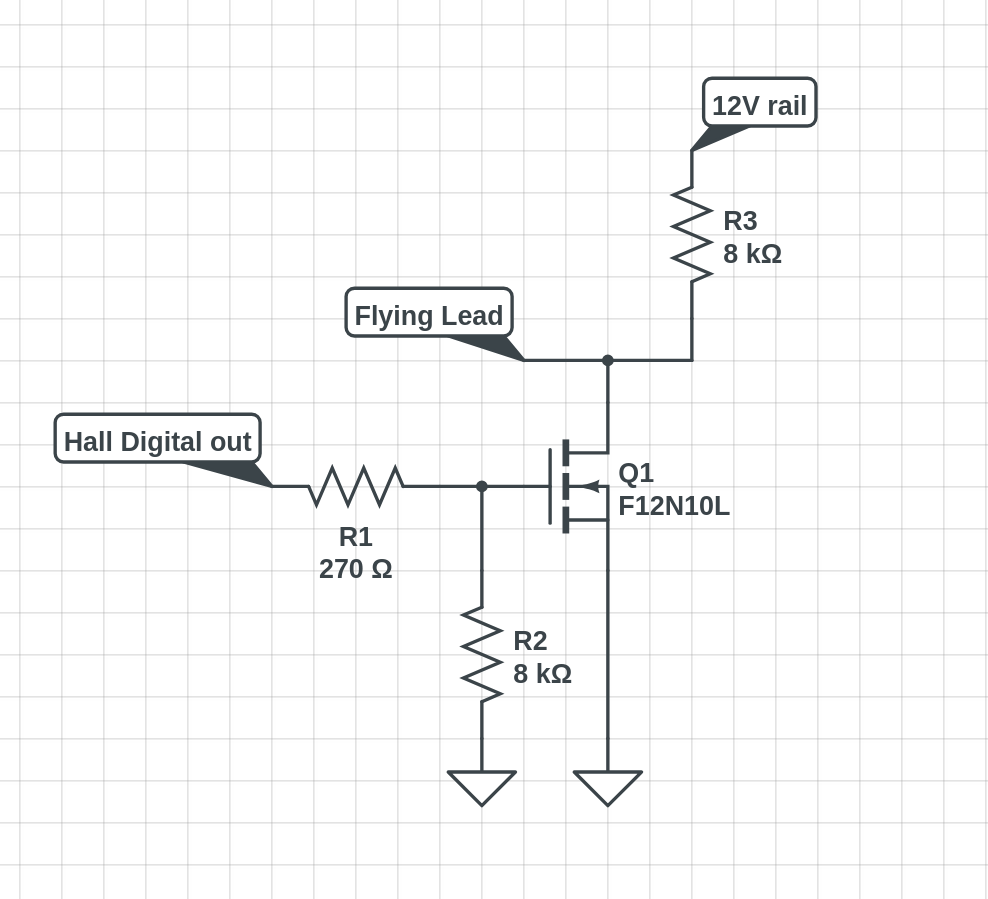 12V rail
R3
8 kΩ
Flying Lead
Hall Digital out
Q1
F12N10L
R1
270 Ω
R2
8 kΩ